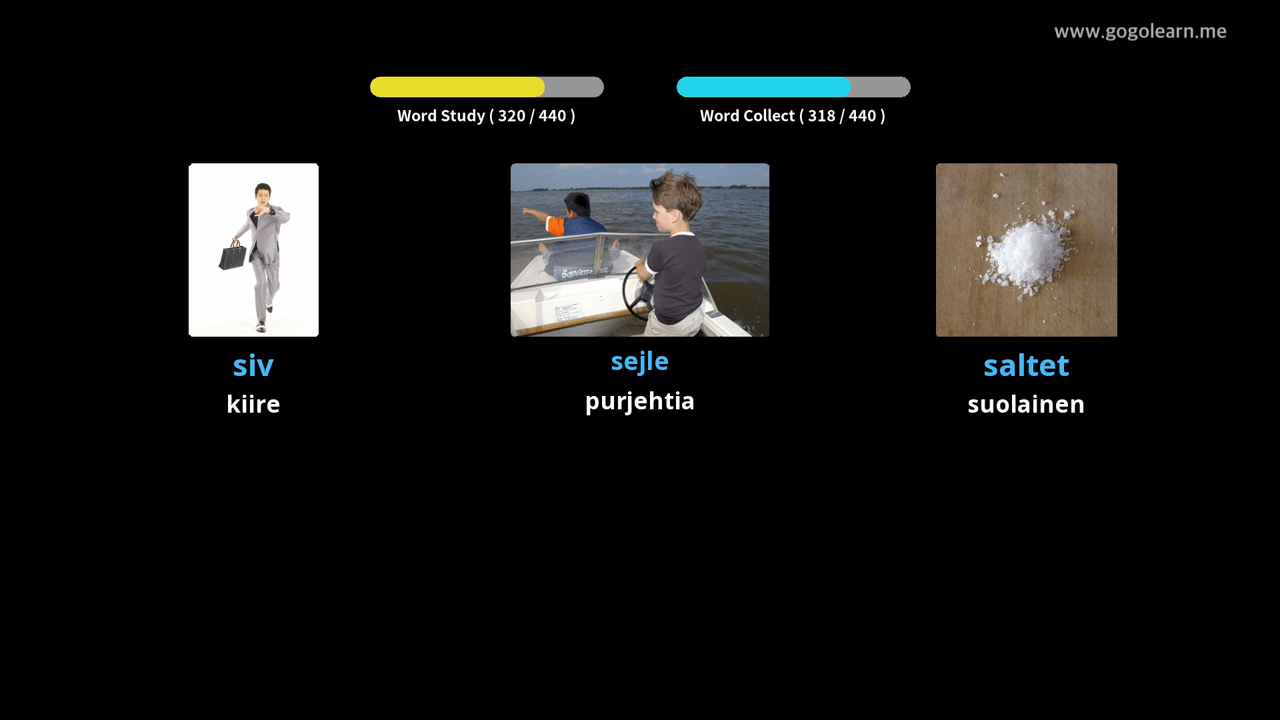 www.gogolearn.me
Word Study ( 320 / 440 )
Word Collect ( 318 / 440 )
siv
kiire
sejle
purjehtia
saltet
suolainen